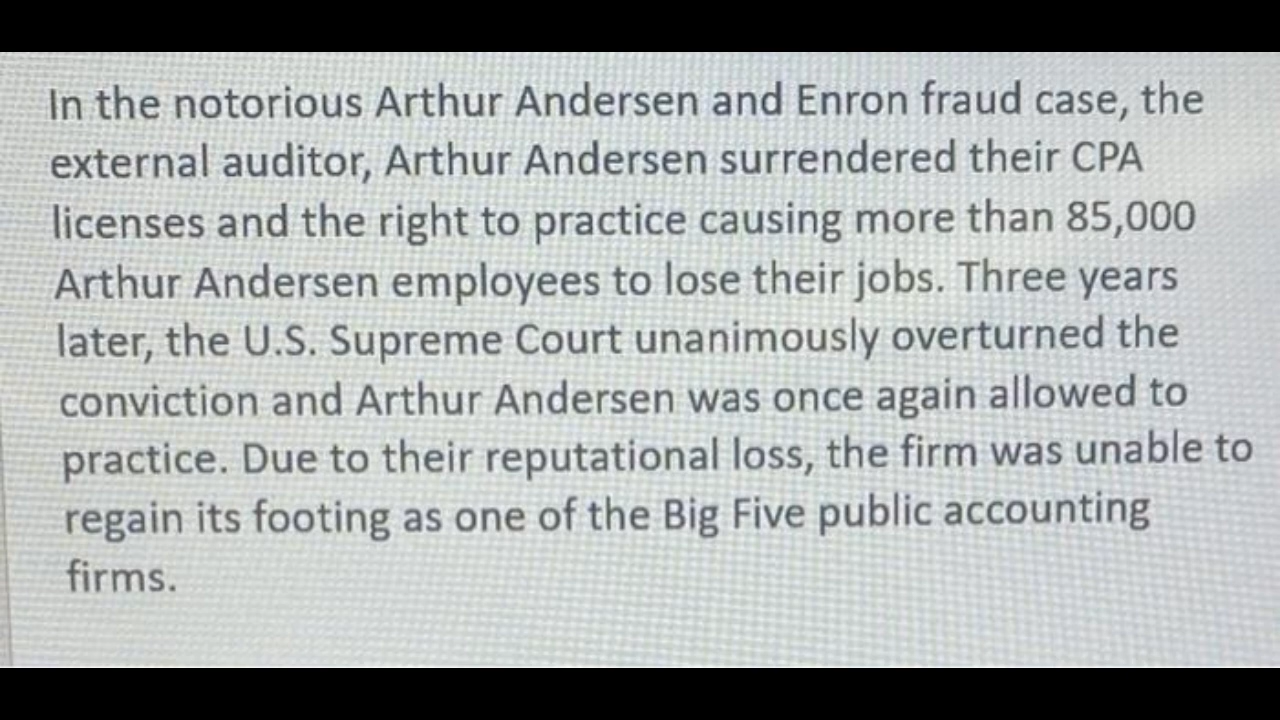 In the notorious Arthur Andersen and Enron fraud case, the
external auditor, Arthur Andersen surrendered their CPA
licenses and the right to practice causing more than 85,000
Arthur Andersen employees to lose their jobs. Three years
later, the U.S. Supreme Court unanimously overturned the
conviction and Arthur Andersen was once again allowed to
practice. Due to their reputational loss, the firm was unable to
regain its footing as one of the Big Five public accounting
firms.